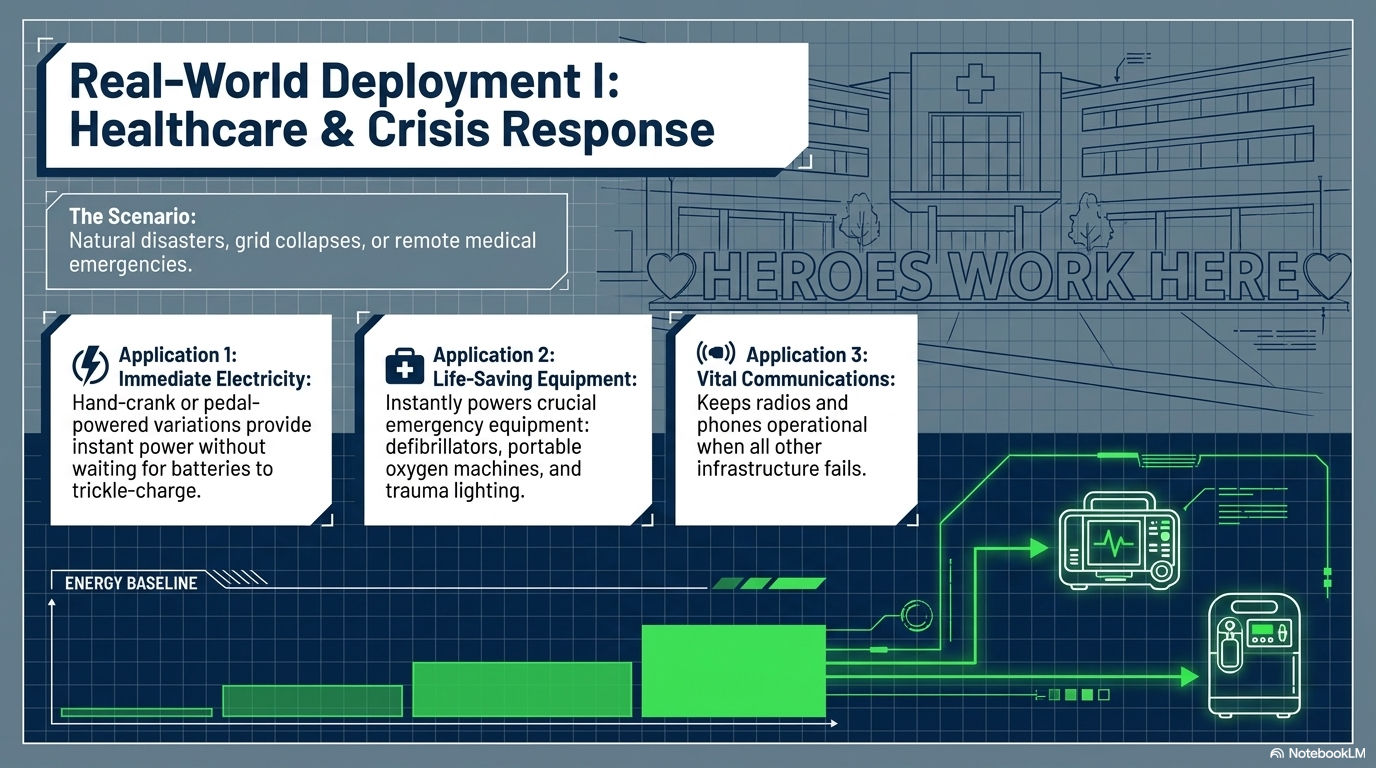 Real-World Deployment I:
Healthcare & Crisis Response
The Scenario:
Natural disasters, grid collapses, or remote medical
emergencies.
HEROES WORK HERE
Application 1:
Immediate Electricity:
Hand-crank or pedal-
powered variations provide
instant power without
waiting for batteries to
trickle-charge.
Application 2:
Life-Saving Equipment:
Instantly powers crucial
emergency equipment:
defibrillators, portable
oxygen machines, and
trauma lighting.
Application 3:
Vital Communications:
Keeps radios and
phones operational
when all other
infrastructure fails.
ENERGY BASELINE
NotebookLM